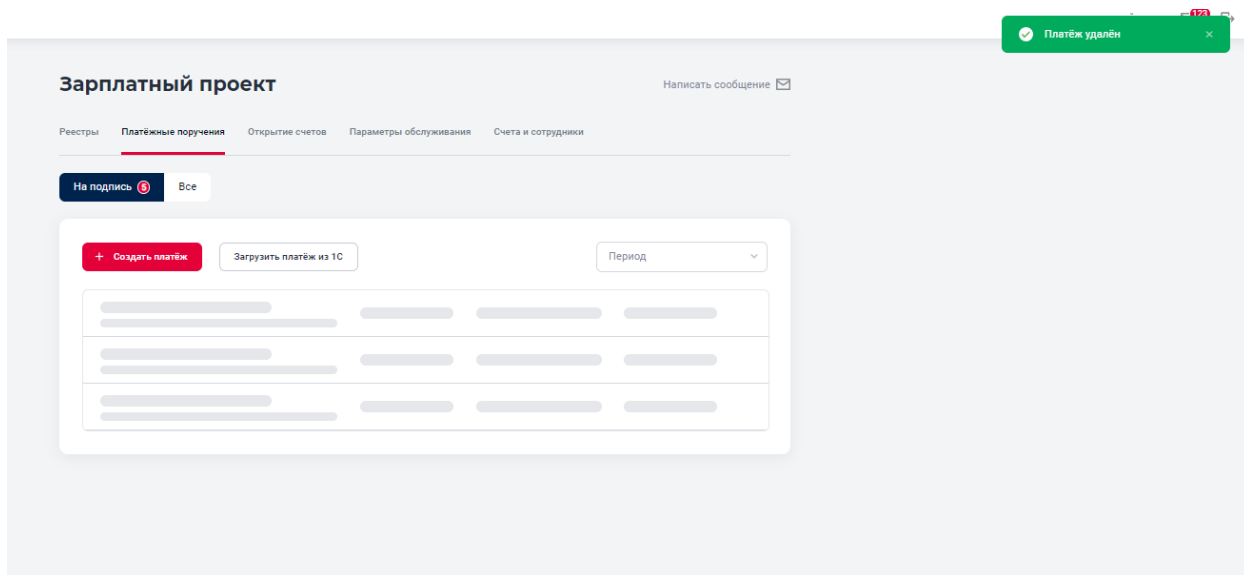 123
Платёж удалён
Зарплатный проект
Написать сообщение
Реестры Платёжные поручения Открытие счетов Параметры обслуживания Счета и сотрудники
На подпись 5 Все
+ Создать платёж Загрузить платёж из 1С Период